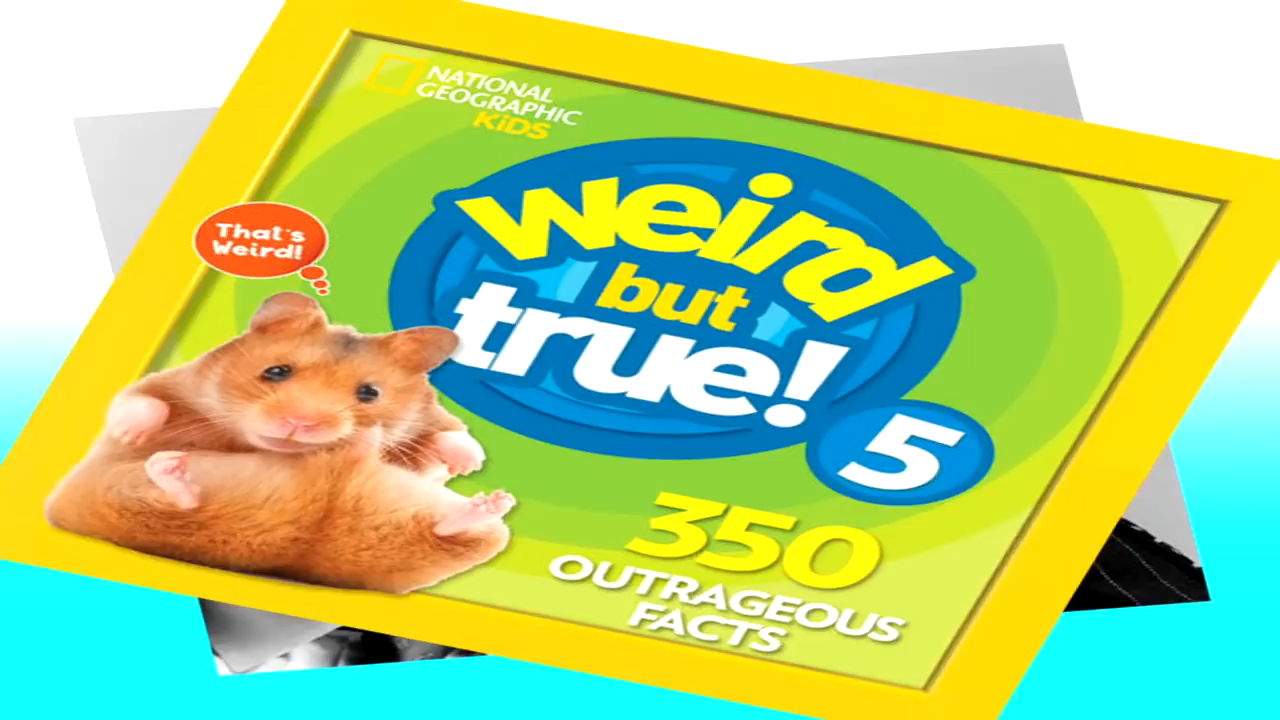 NATIONAL
GEOGRAPHIC
KiDS
That's
Weird!
weird
but
true!
5
350
OUTRAGEOUS
FACTS